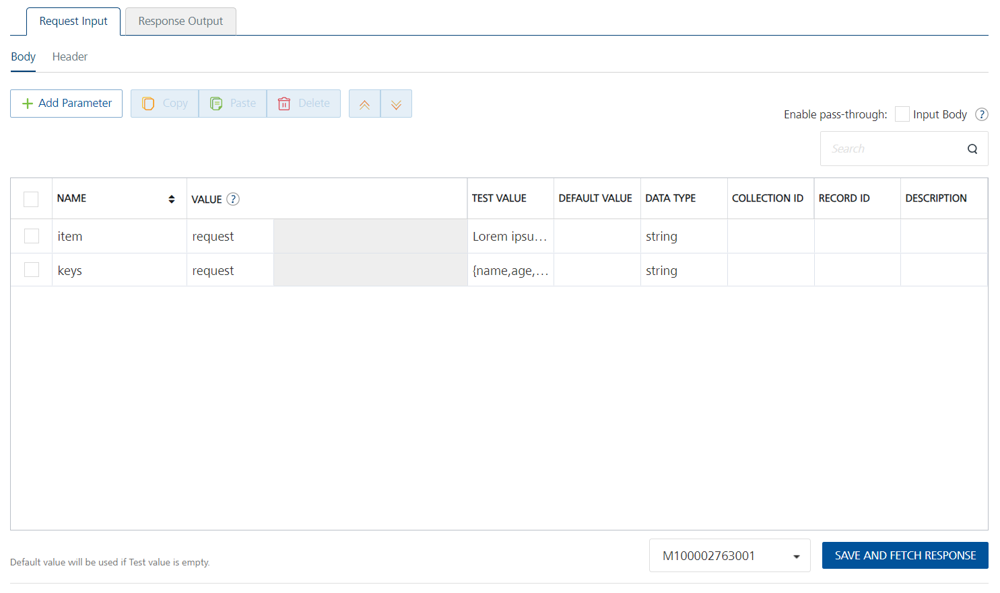 Request Input Response Output
Body Header
Add Parameter Copy Paste Delete
Enable pass-through: Input Body ?
Search
NAME VALUE ? TEST VALUE DEFAULT VALUE DATA TYPE COLLECTION ID RECORD ID DESCRIPTION
item request Lorem ipsu... string
keys request {name,age,... string
Default value will be used if Test value is empty. M100002763001 SAVE AND FETCH RESPONSE